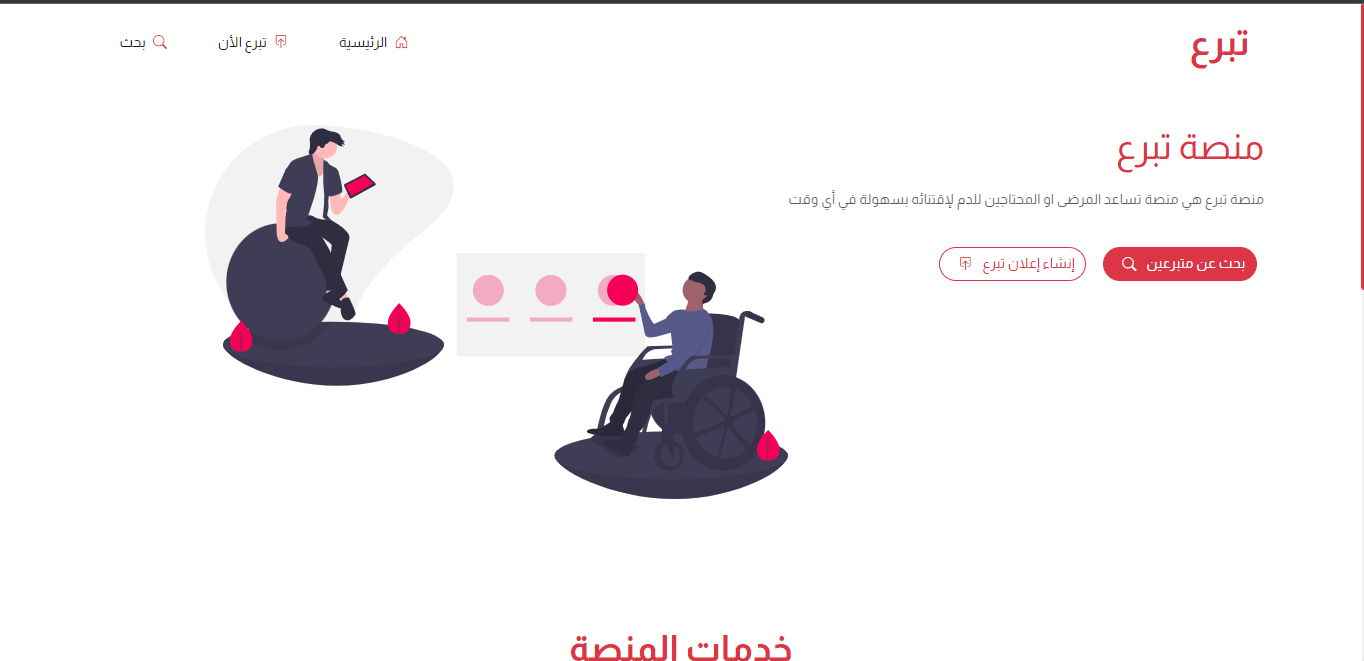 تبرع
الرئيسية
تبرع الأن
بحث
منصة تبرع
منصة تبرع هي منصة تساعد المرضى او المحتاجين للدم لإقتنائه بسهولة في أي وقت
بحث عن متبرعين
إنشاء إعلان تبرع
خدمات المنصة